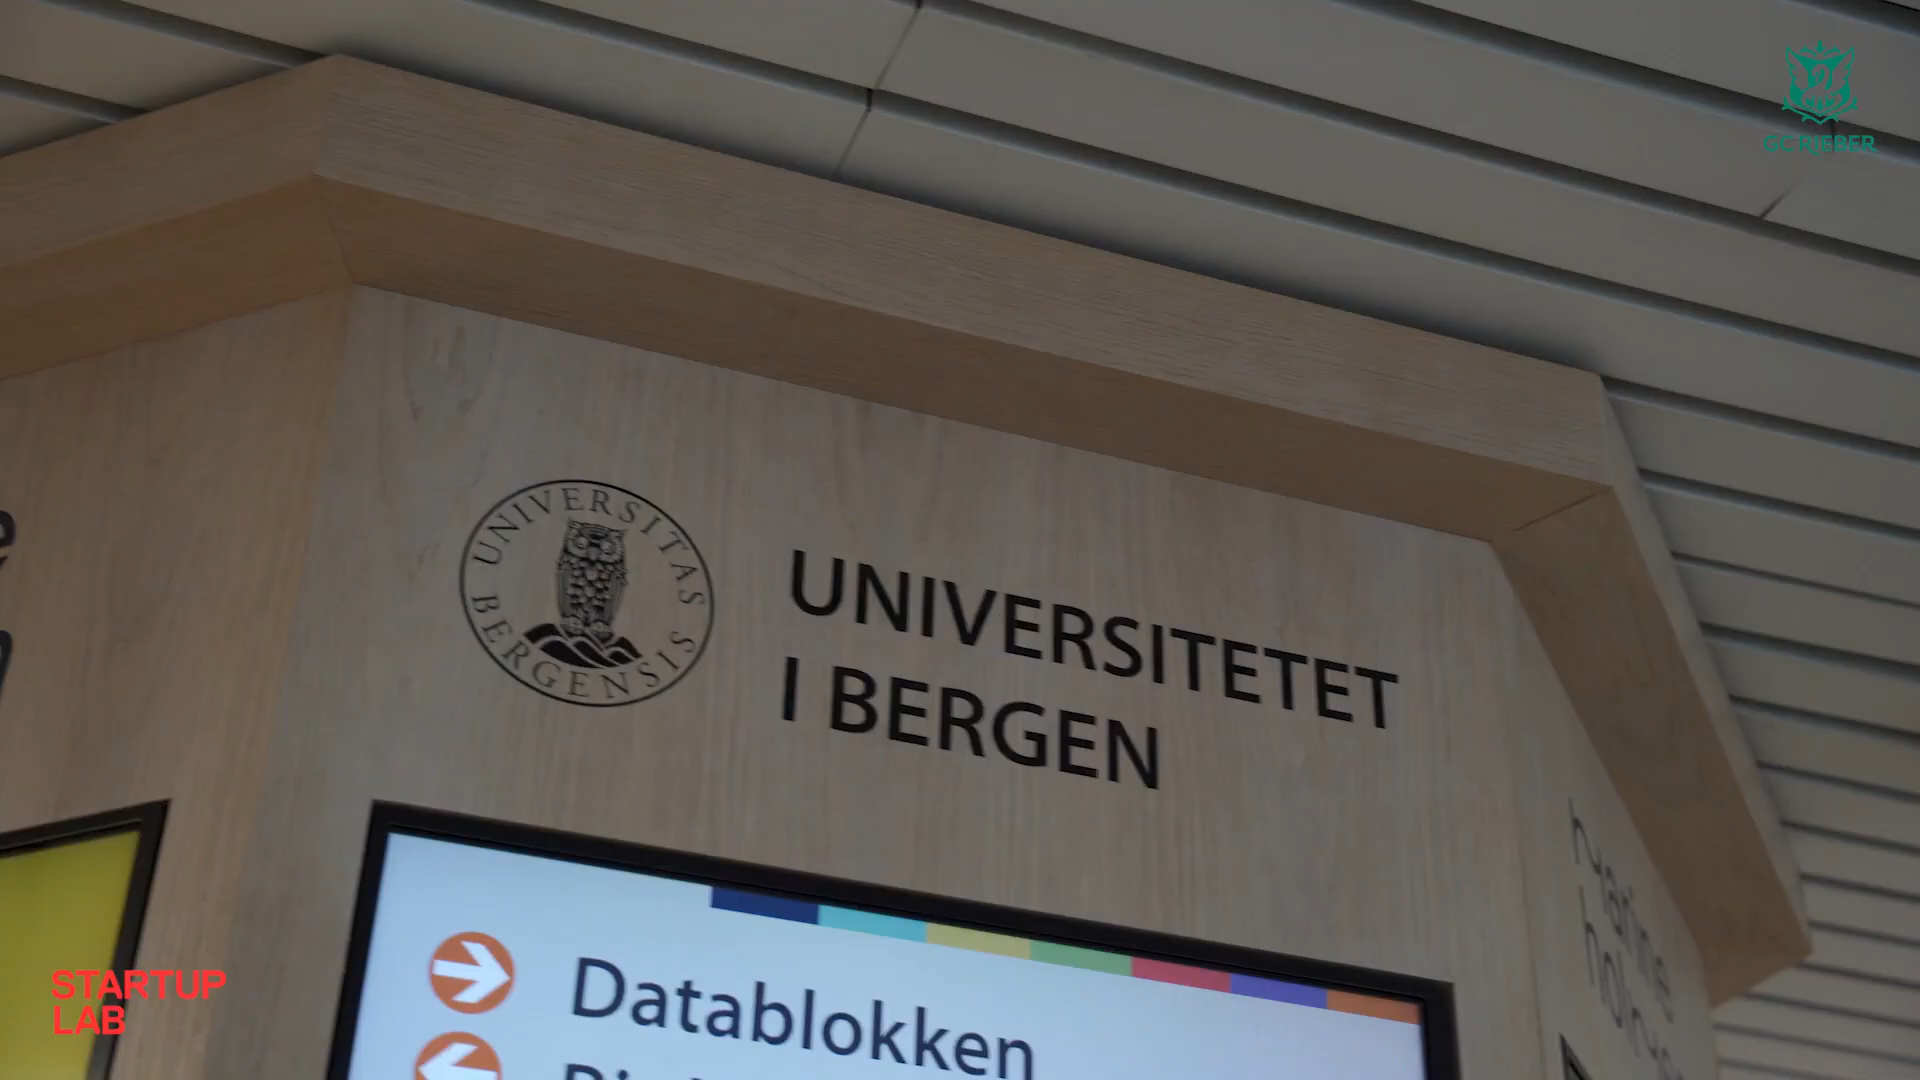 GC RIEBER
UNIVERSITAS BERGENSIS
UNIVERSITETET
I BERGEN
Datablokken
STARTUP
LAB